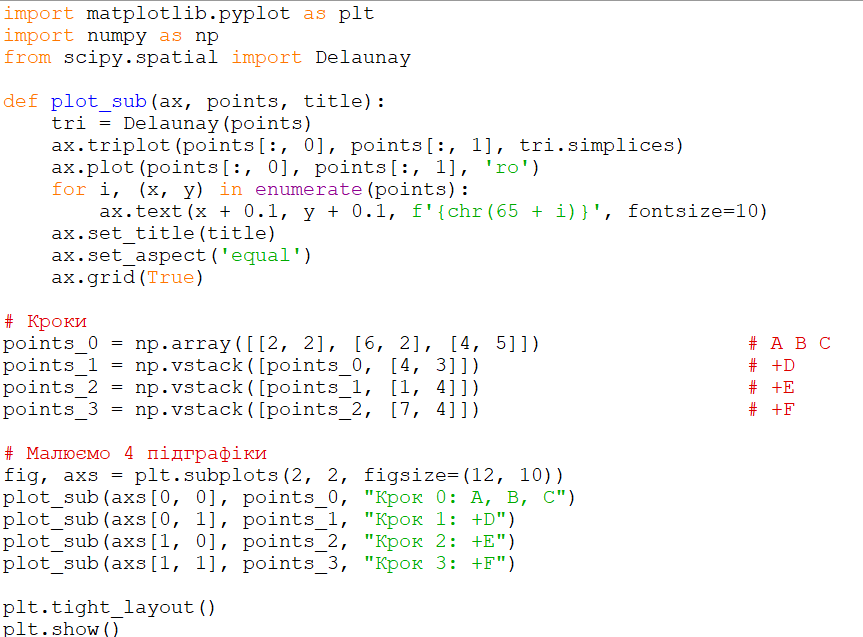 import matplotlib.pyplot as plt
import numpy as np
from scipy.spatial import Delaunay

def plot_sub(ax, points, title):
    tri = Delaunay(points)
    ax.triplot(points[:, 0], points[:, 1], tri.simplices)
    ax.plot(points[:, 0], points[:, 1], 'ro')
    for i, (x, y) in enumerate(points):
        ax.text(x + 0.1, y + 0.1, f'{chr(65 + i)}', fontsize=10)
    ax.set_title(title)
    ax.set_aspect('equal')
    ax.grid(True)

# Кроки
points_0 = np.array([[2, 2], [6, 2], [4, 5]])                 # A B C
points_1 = np.vstack([points_0, [4, 3]])                      # +D
points_2 = np.vstack([points_1, [1, 4]])                      # +E
points_3 = np.vstack([points_2, [7, 4]])                      # +F

# Малюємо 4 підграфіки
fig, axs = plt.subplots(2, 2, figsize=(12, 10))
plot_sub(axs[0, 0], points_0, "Крок 0: A, B, C")
plot_sub(axs[0, 1], points_1, "Крок 1: +D")
plot_sub(axs[1, 0], points_2, "Крок 2: +E")
plot_sub(axs[1, 1], points_3, "Крок 3: +F")

plt.tight_layout()
plt.show()